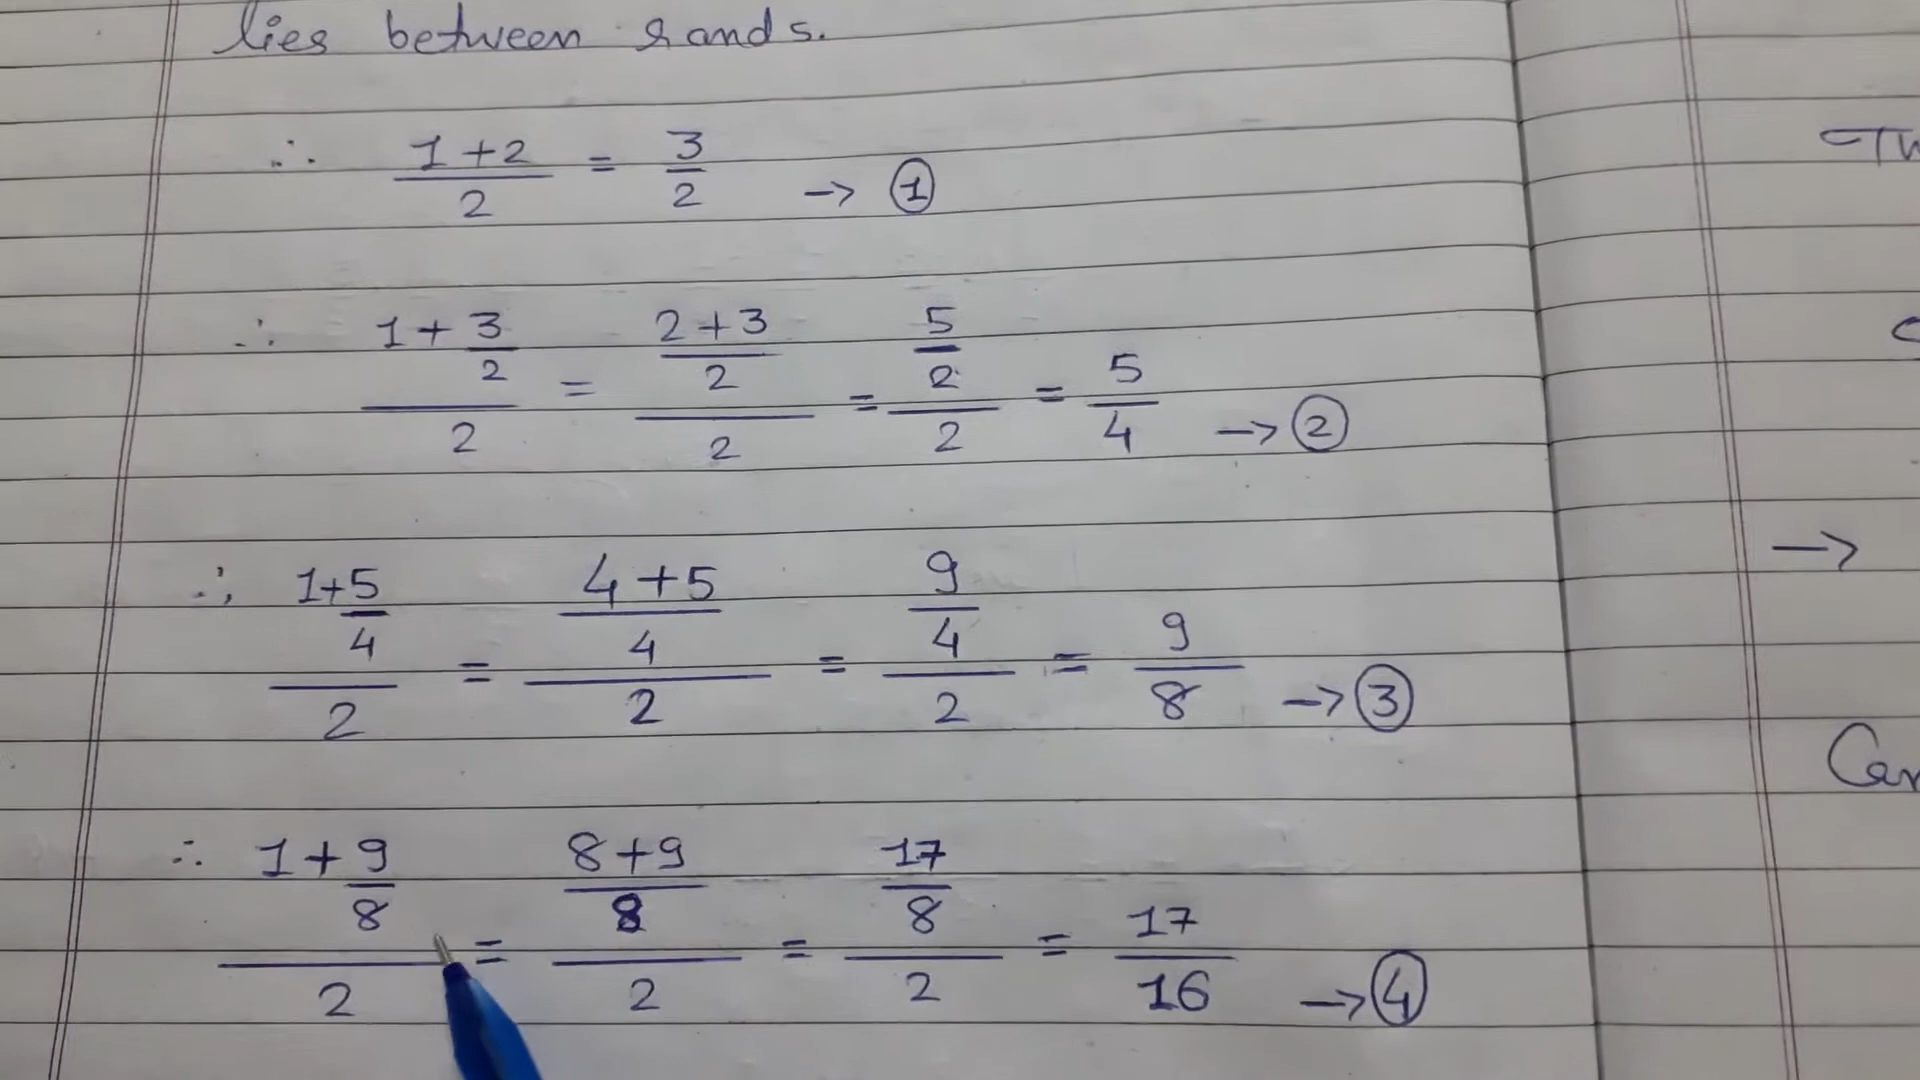 lies between r and s.
∴ (1+2)/2 = 3/2 → ①
∴ (1+3/2)/2 = ((2+3)/2)/2 = (5/2)/2 = 5/4 → ②
∴ (1+5/4)/2 = ((4+5)/4)/2 = (9/4)/2 = 9/8 → ③
∴ (1+9/8)/2 = ((8+9)/8)/2 = (17/8)/2 = 17/16 → ④
→